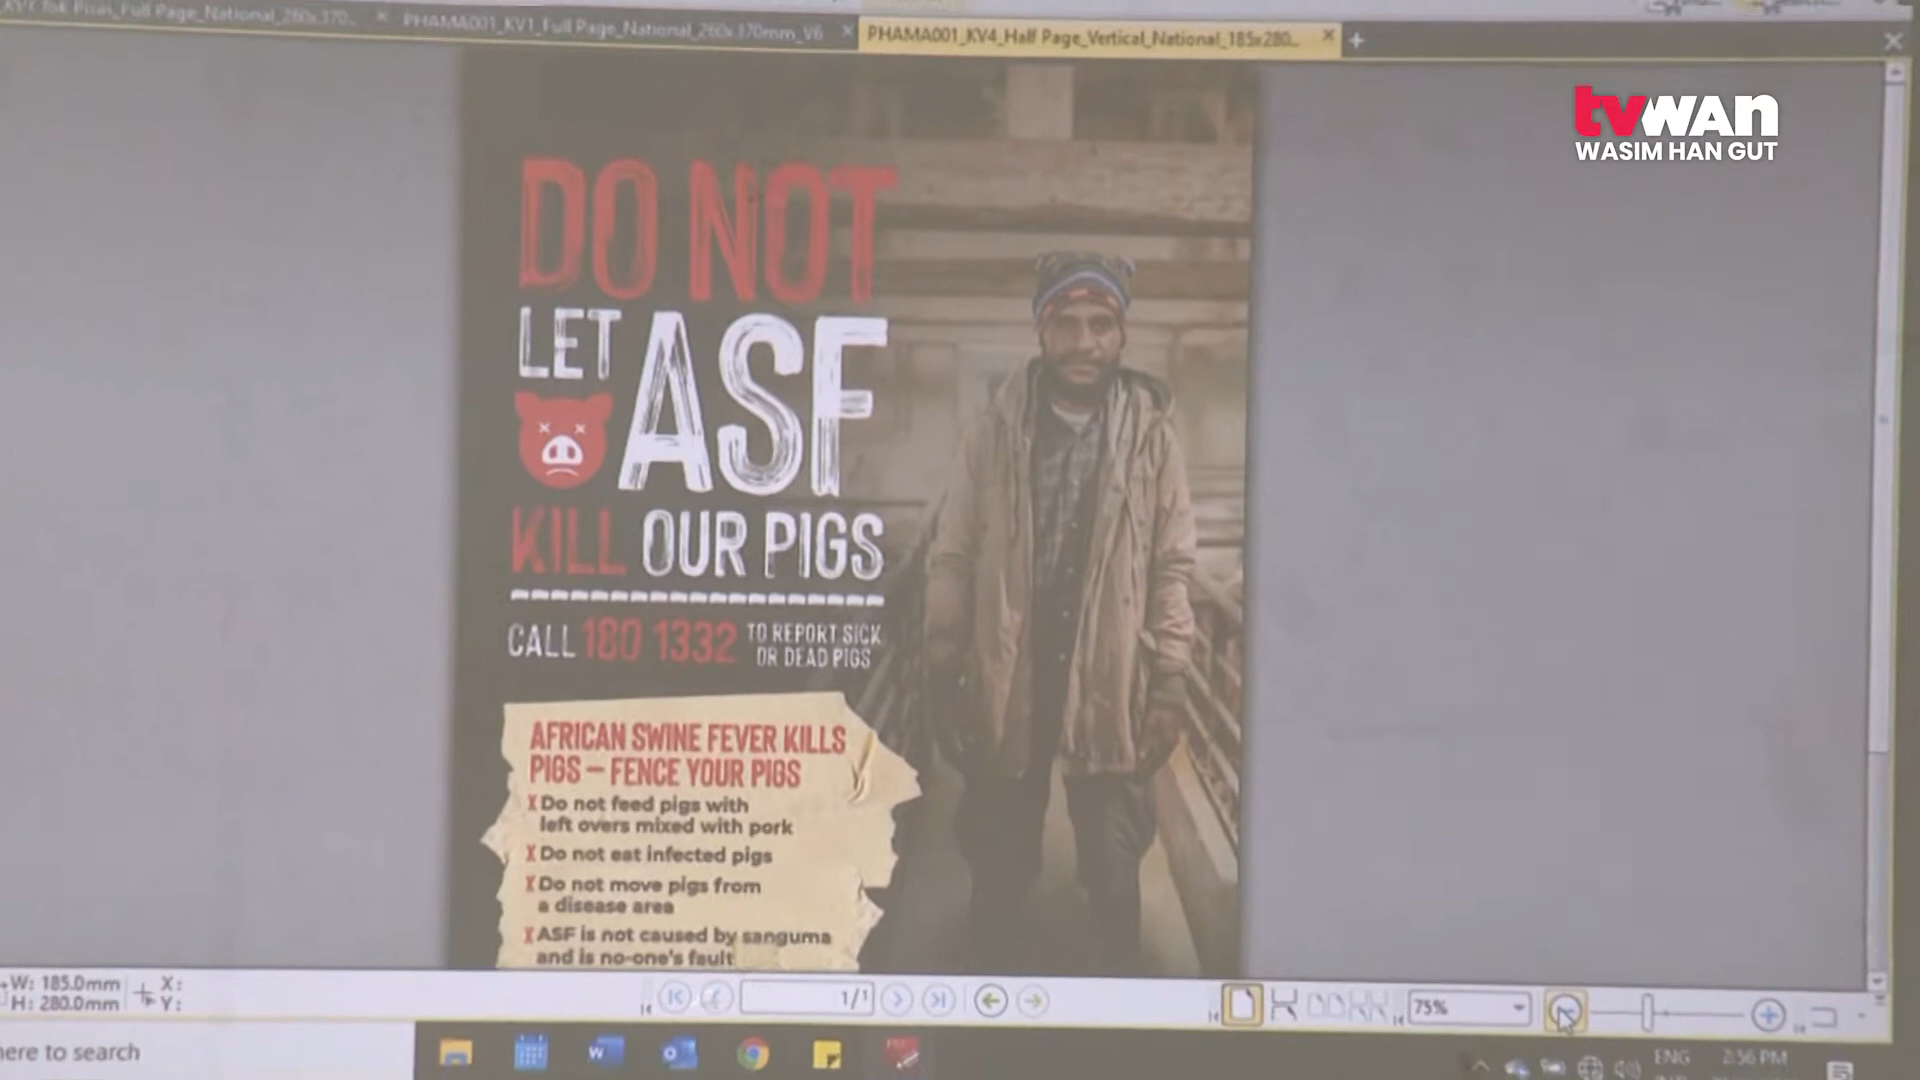 Full Page_National_260x370...
PHAMA001_KV1_Full Page_National_260x370mm_V6
PHAMA001_KV4_Half Page_Vertical_National_185x280...
tvwan
WASIM HAN GUT
DO NOT
LET ASF
KILL OUR PIGS
CALL 180 1332 TO REPORT SICK
OR DEAD PIGS
AFRICAN SWINE FEVER KILLS
PIGS – FENCE YOUR PIGS
X Do not feed pigs with
left overs mixed with pork
X Do not eat infected pigs
X Do not move pigs from
a disease area
X ASF is not caused by sanguma
and is no-one's fault
W: 185.0mm
H: 280.0mm
X:
Y:
1/1
75%
here to search
ENG
2:56 PM